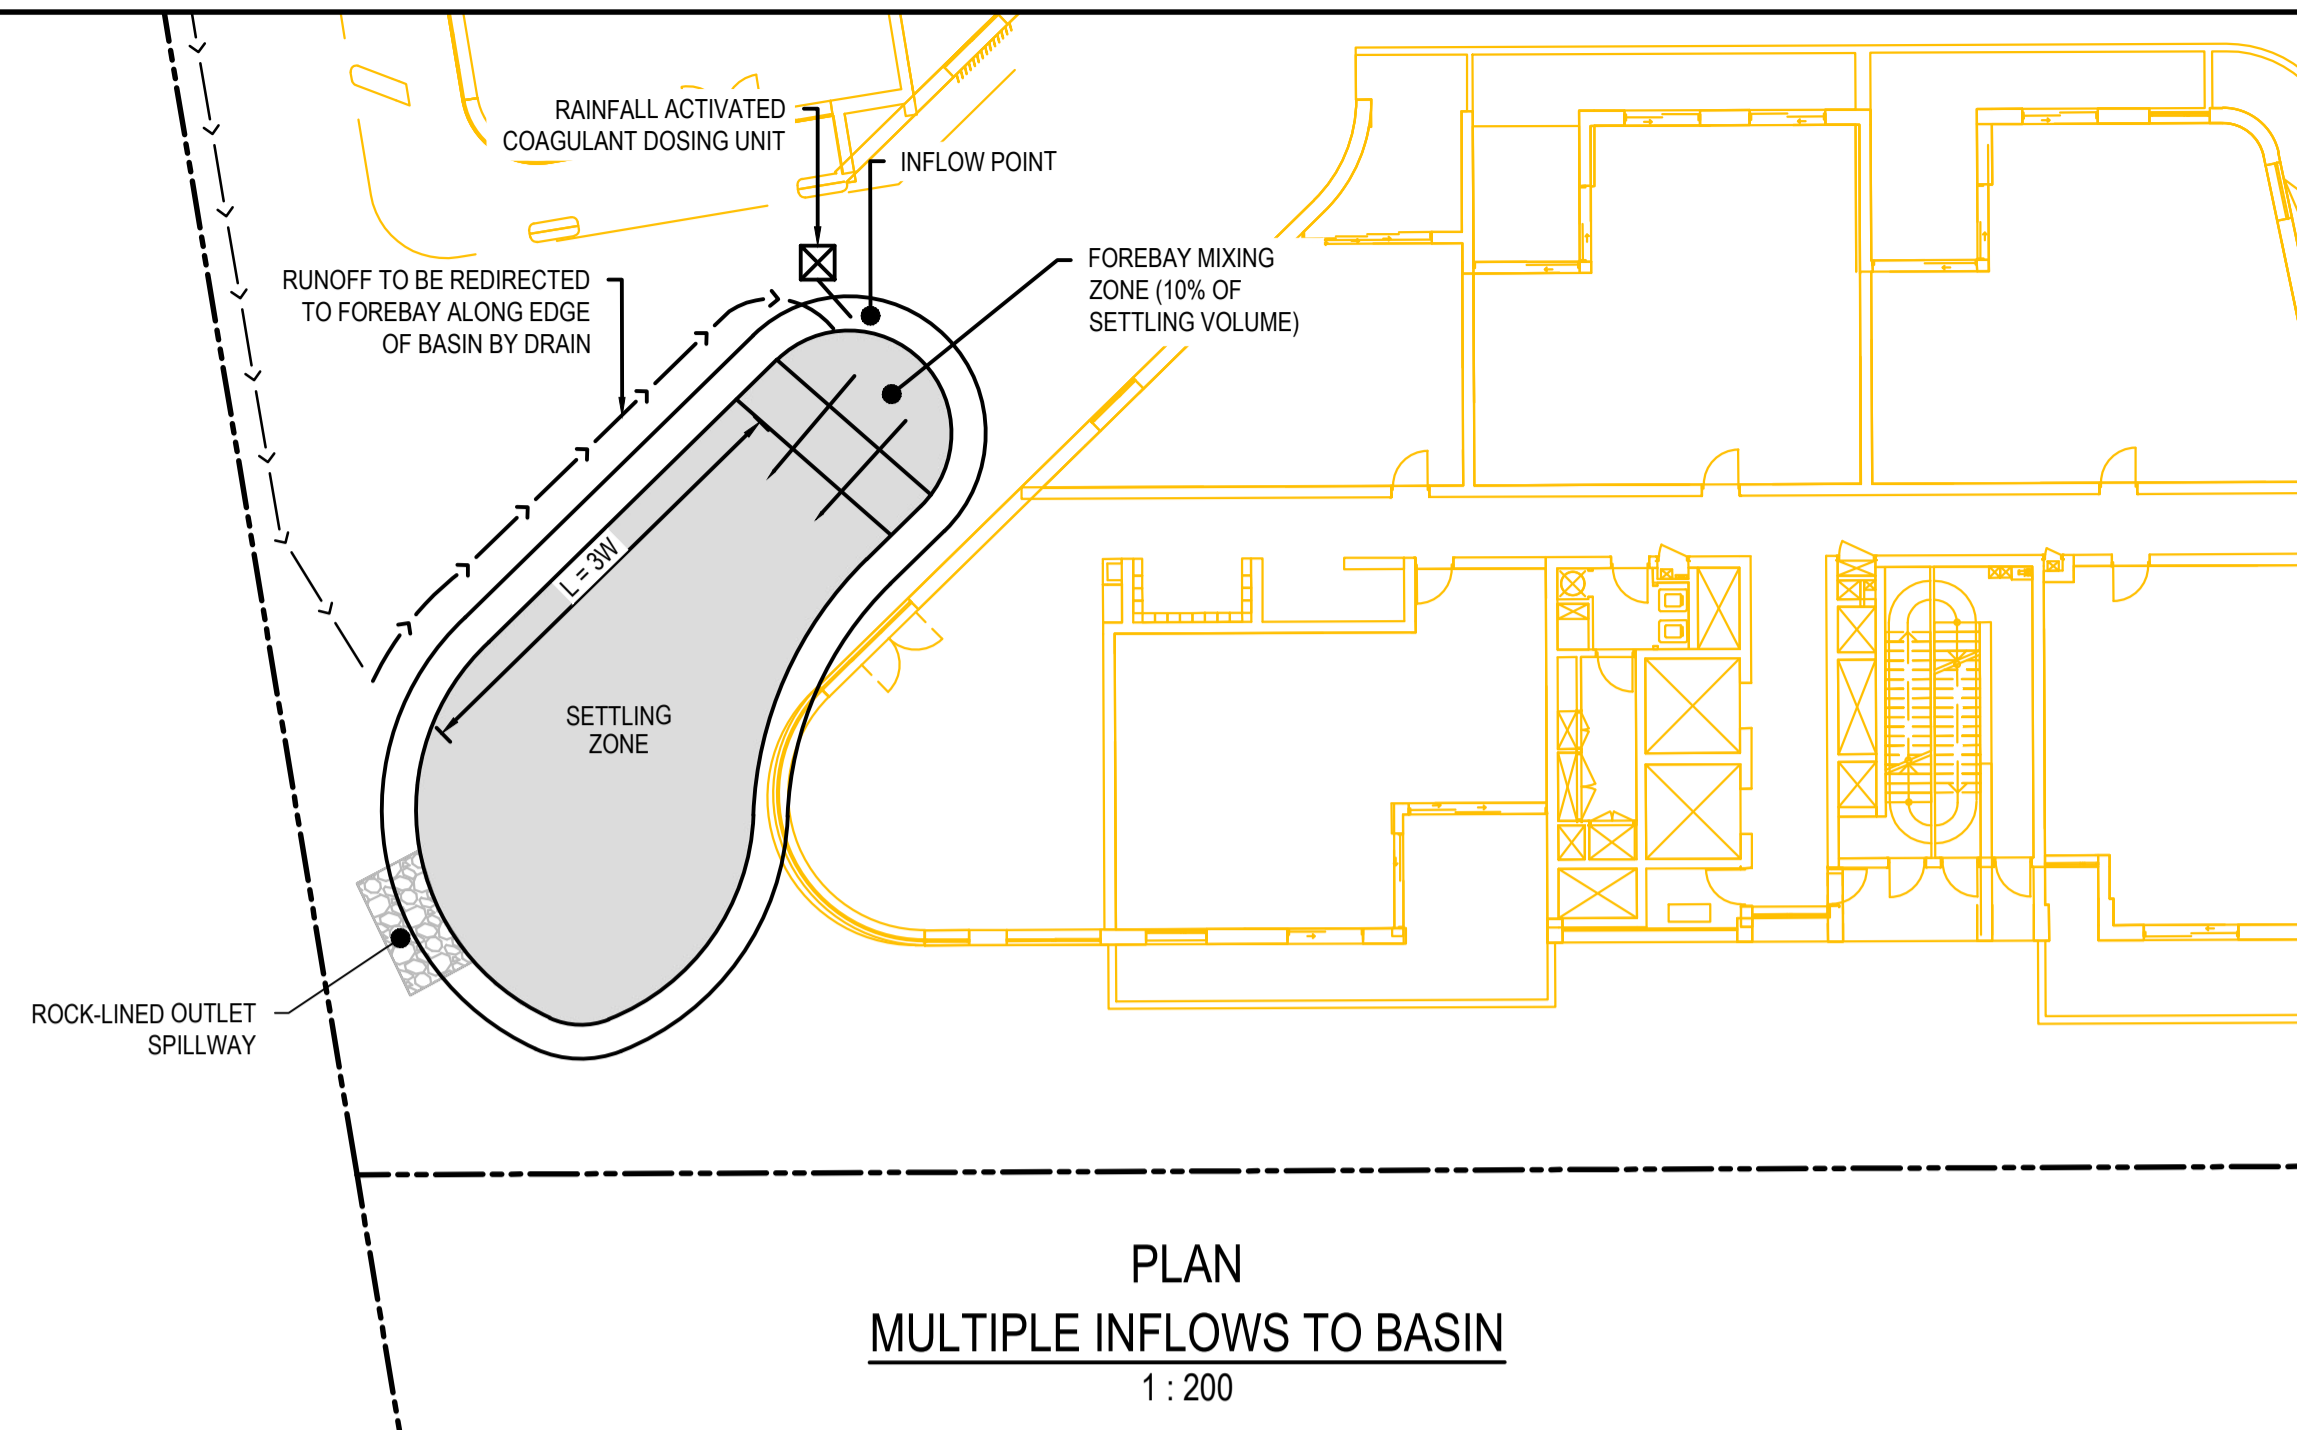 RAINFALL ACTIVATED
COAGULANT DOSING UNIT
INFLOW POINT
FOREBAY MIXING
ZONE (10% OF
SETTLING VOLUME)
RUNOFF TO BE REDIRECTED
TO FOREBAY ALONG EDGE
OF BASIN BY DRAIN
L = 3W
SETTLING
ZONE
ROCK-LINED OUTLET
SPILLWAY
PLAN
MULTIPLE INFLOWS TO BASIN
1 : 200